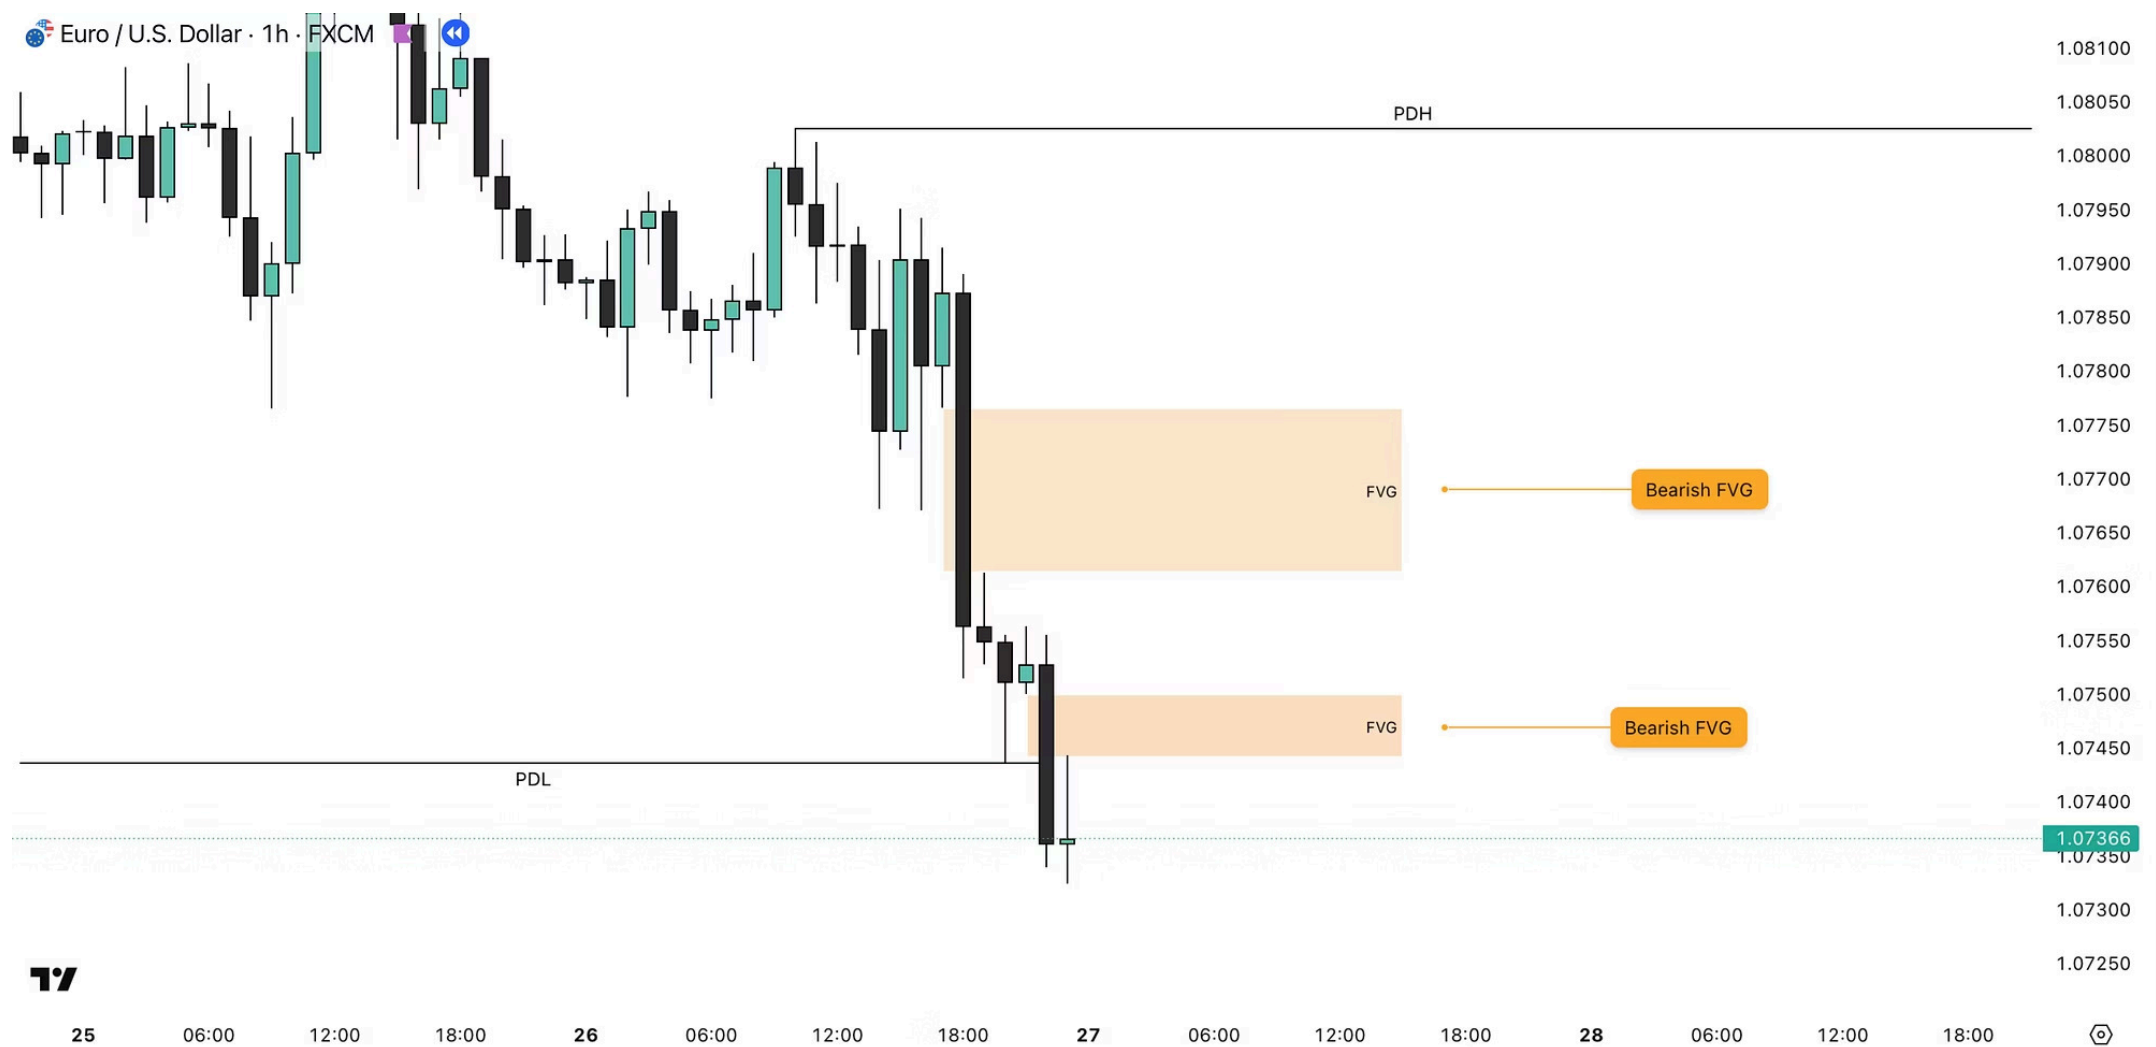 Euro / U.S. Dollar · 1h · FXCM
1.08100
1.08050
PDH
1.08000
1.07950
1.07900
1.07850
1.07800
1.07750
1.07700
FVG
Bearish FVG
1.07650
1.07600
1.07550
1.07500
FVG
Bearish FVG
1.07450
PDL
1.07400
1.07366
1.07350
1.07300
1.07250
25 06:00 12:00 18:00 26 06:00 12:00 18:00 27 06:00 12:00 18:00 28 06:00 12:00 18:00